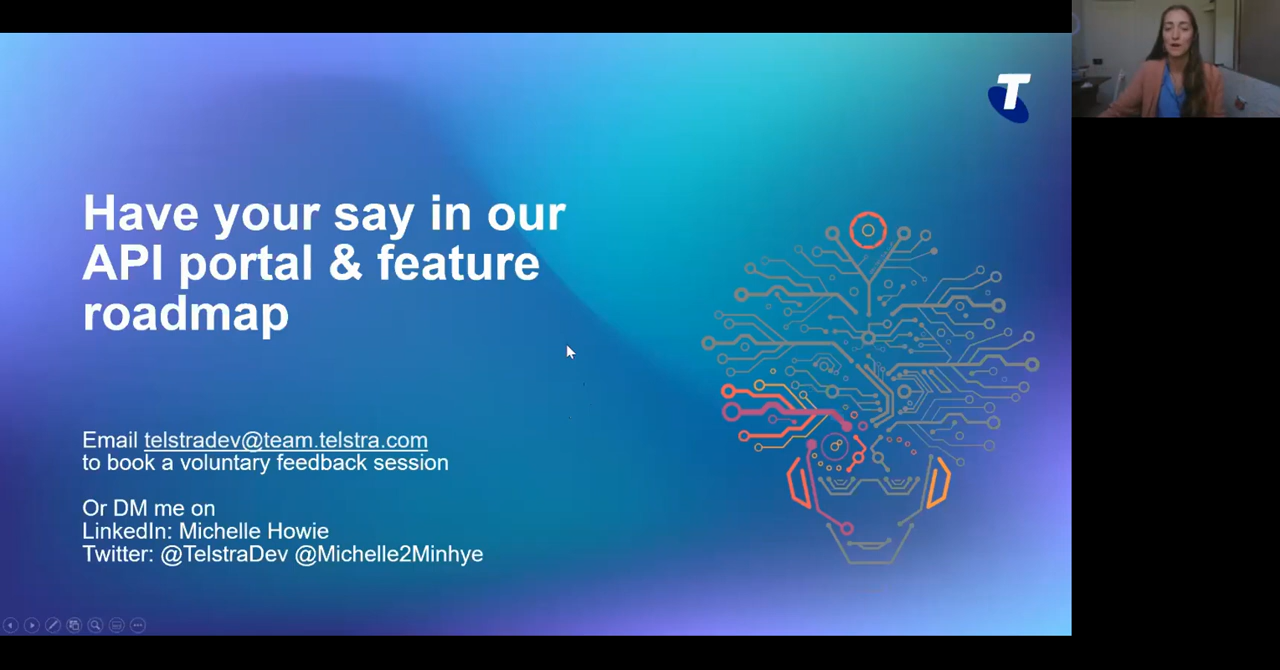 T
Have your say in our
API portal & feature
roadmap
Email telstradev@team.telstra.com
to book a voluntary feedback session
Or DM me on
LinkedIn: Michelle Howie
Twitter: @TelstraDev @Michelle2Minhye